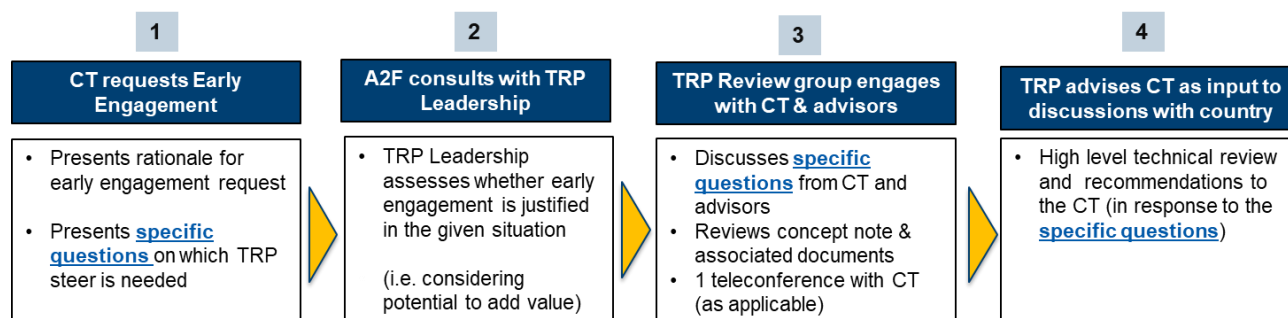 1
CT requests Early
Engagement
• Presents rationale for
early engagement request
• Presents specific
questions on which TRP
steer is needed
2
A2F consults with TRP
Leadership
• TRP Leadership
assesses whether early
engagement is justified
in the given situation
(i.e. considering
potential to add value)
3
TRP Review group engages
with CT & advisors
• Discusses specific
questions from CT and
advisors
• Reviews concept note &
associated documents
• 1 teleconference with CT
(as applicable)
4
TRP advises CT as input to
discussions with country
• High level technical review
and recommendations to
the CT (in response to the
specific questions)